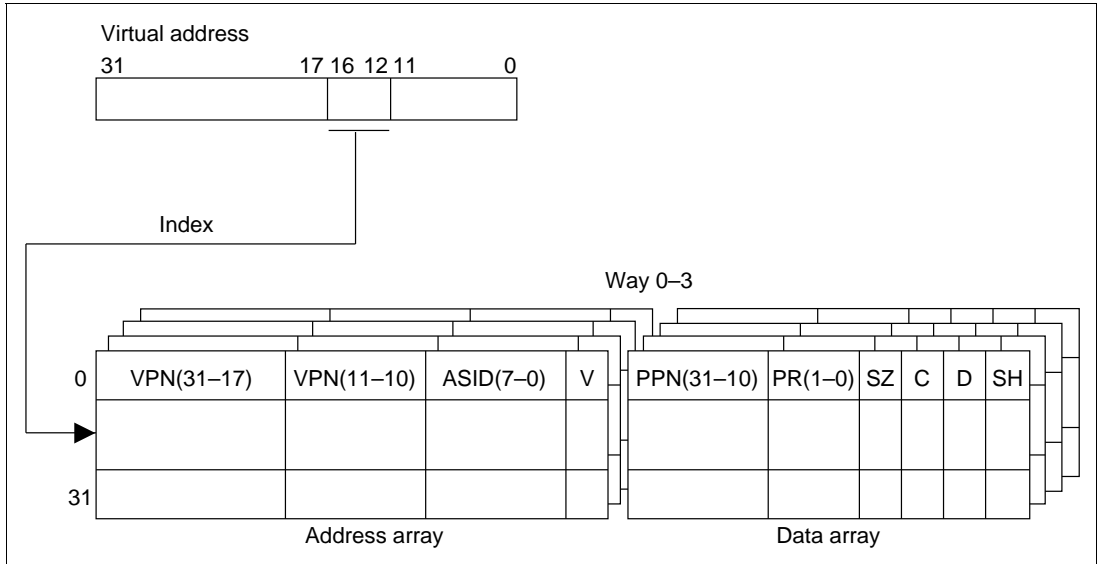 Virtual address
31 17 16 12 11 0
Index
Way 0–3
0 VPN(31–17) VPN(11–10) ASID(7–0) V PPN(31–10) PR(1–0) SZ C D SH
31
Address array Data array